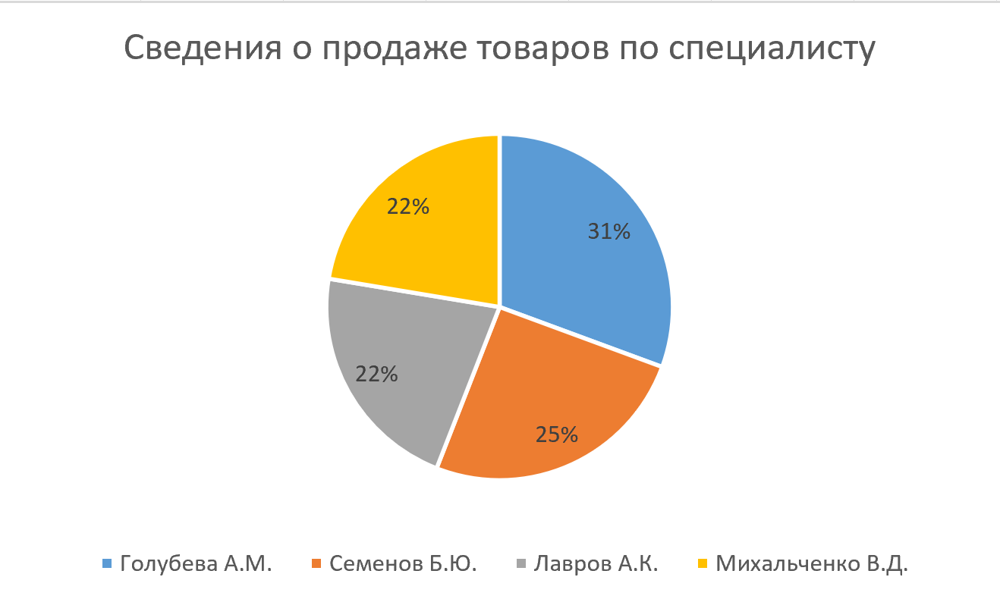 Сведения о продаже товаров по специалисту
22%
31%
22%
25%
Голубева А.М. Семенов Б.Ю. Лавров А.К. Михальченко В.Д.